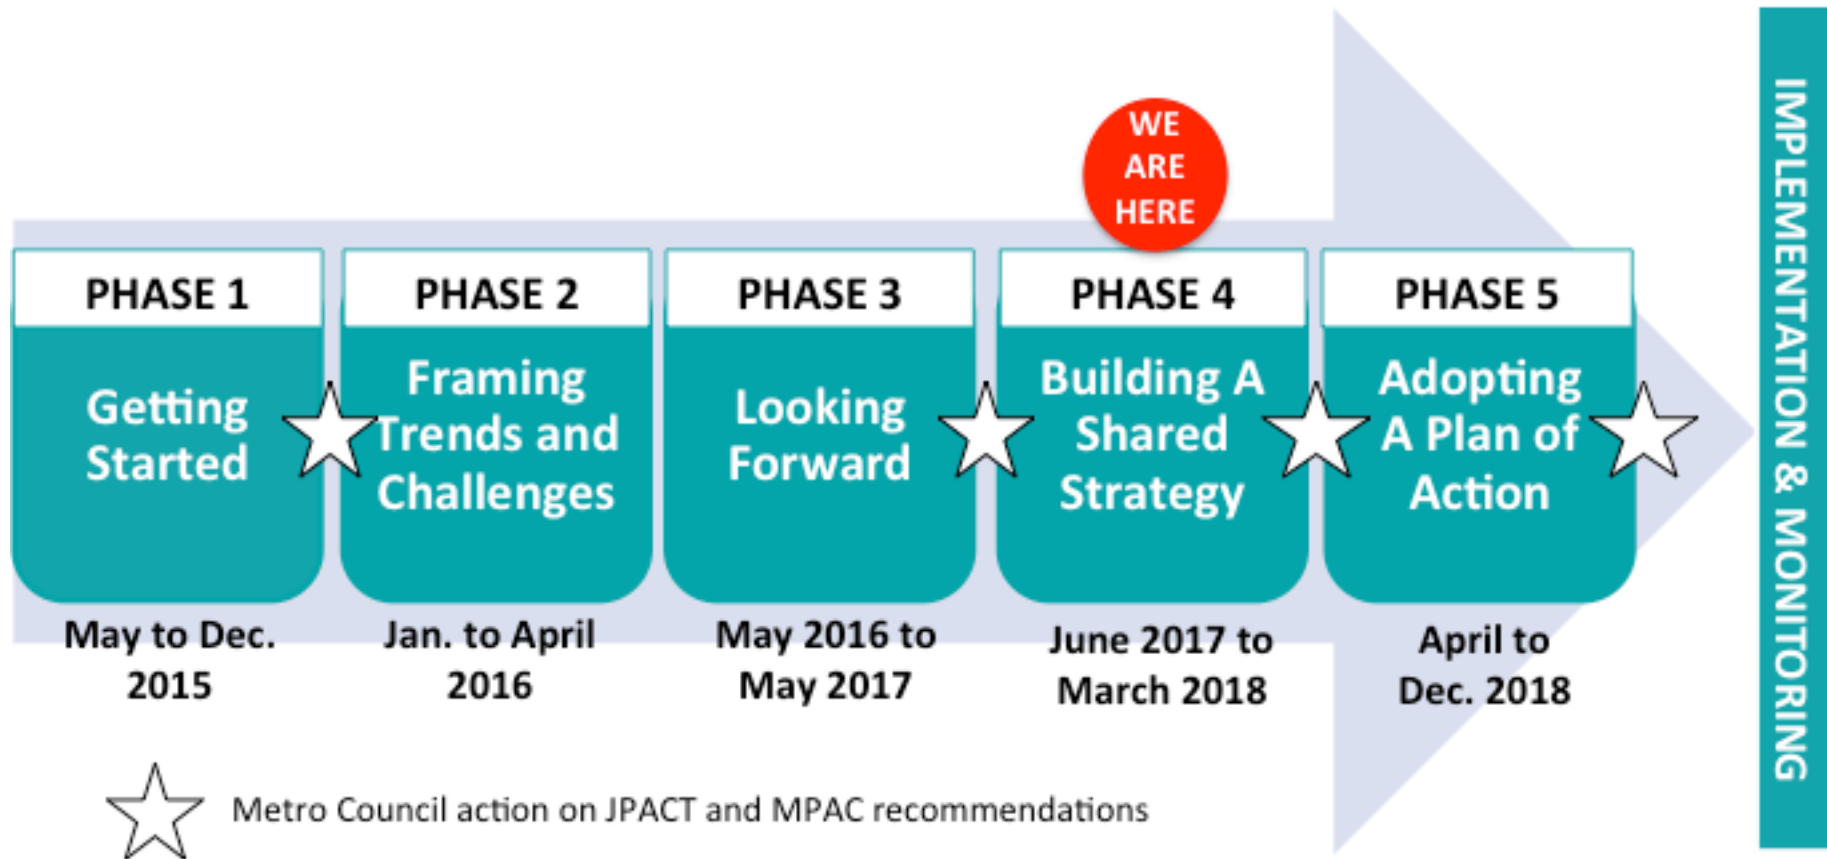 WE
ARE
HERE
PHASE 1
Getting
Started
May to Dec.
2015
PHASE 2
Framing
Trends and
Challenges
Jan. to April
2016
PHASE 3
Looking
Forward
May 2016 to
May 2017
PHASE 4
Building A
Shared
Strategy
June 2017 to
March 2018
PHASE 5
Adopting
A Plan of
Action
April to
Dec. 2018
IMPLEMENTATION & MONITORING
Metro Council action on JPACT and MPAC recommendations